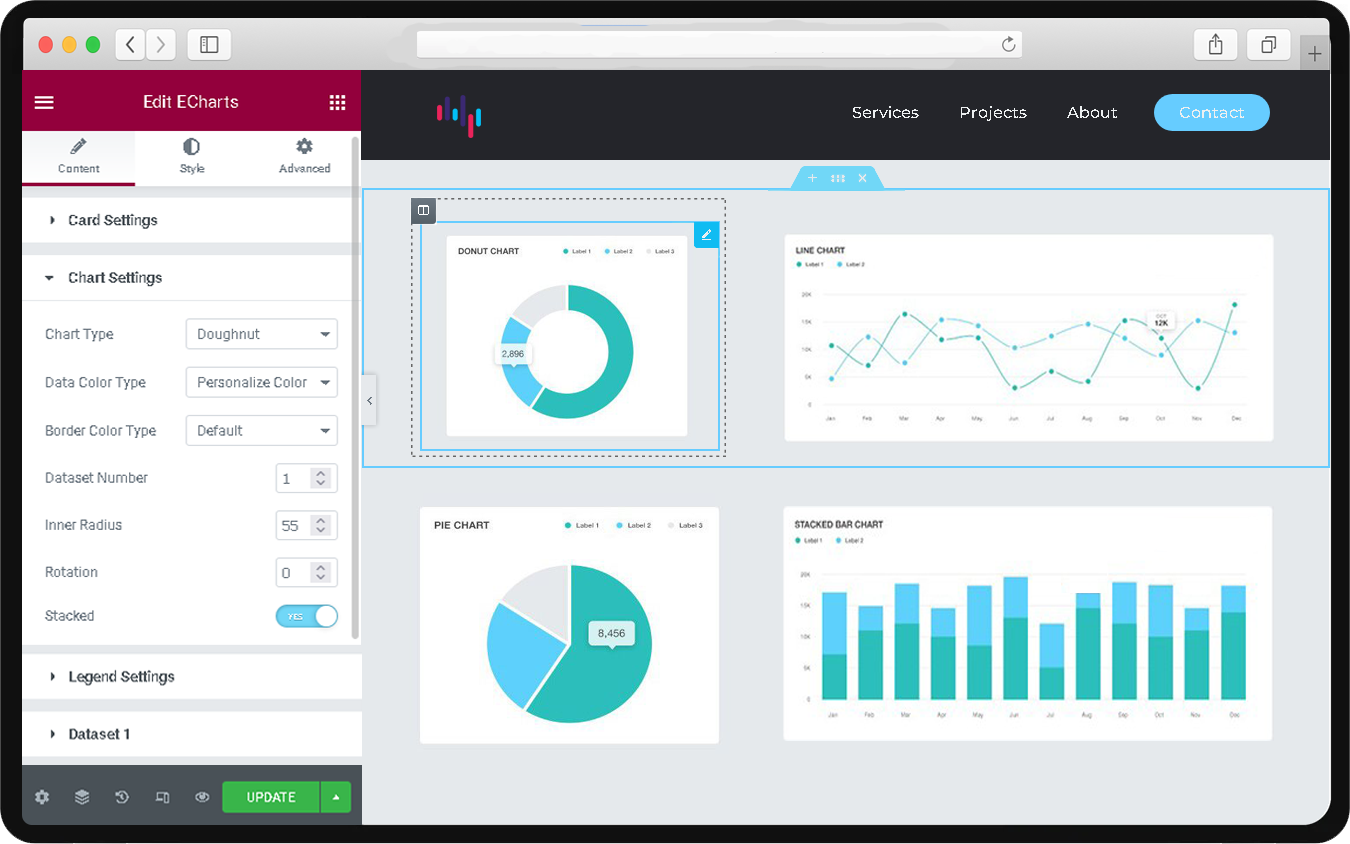 Edit ECharts
Content
Style
Advanced
Card Settings
Chart Settings
Chart Type
Doughnut
Data Color Type
Personalize Color
Border Color Type
Default
Dataset Number
1
Inner Radius
55
Rotation
0
Stacked
YES
Legend Settings
Dataset 1
UPDATE
Services
Projects
About
Contact
DONUT CHART
Label 1
Label 2
Label 3
2,896
LINE CHART
Label 1
Label 2
20K
15K
10K
5K
0
OCT
12K
Jan Feb Mar Apr May Jun Jul Aug Sep Oct Nov Dec
PIE CHART
Label 1
Label 2
Label 3
8,456
STACKED BAR CHART
Label 1
Label 2
20K
15K
10K
5K
0
Jan Feb Mar Apr May Jun Jul Aug Sep Oct Nov Dec